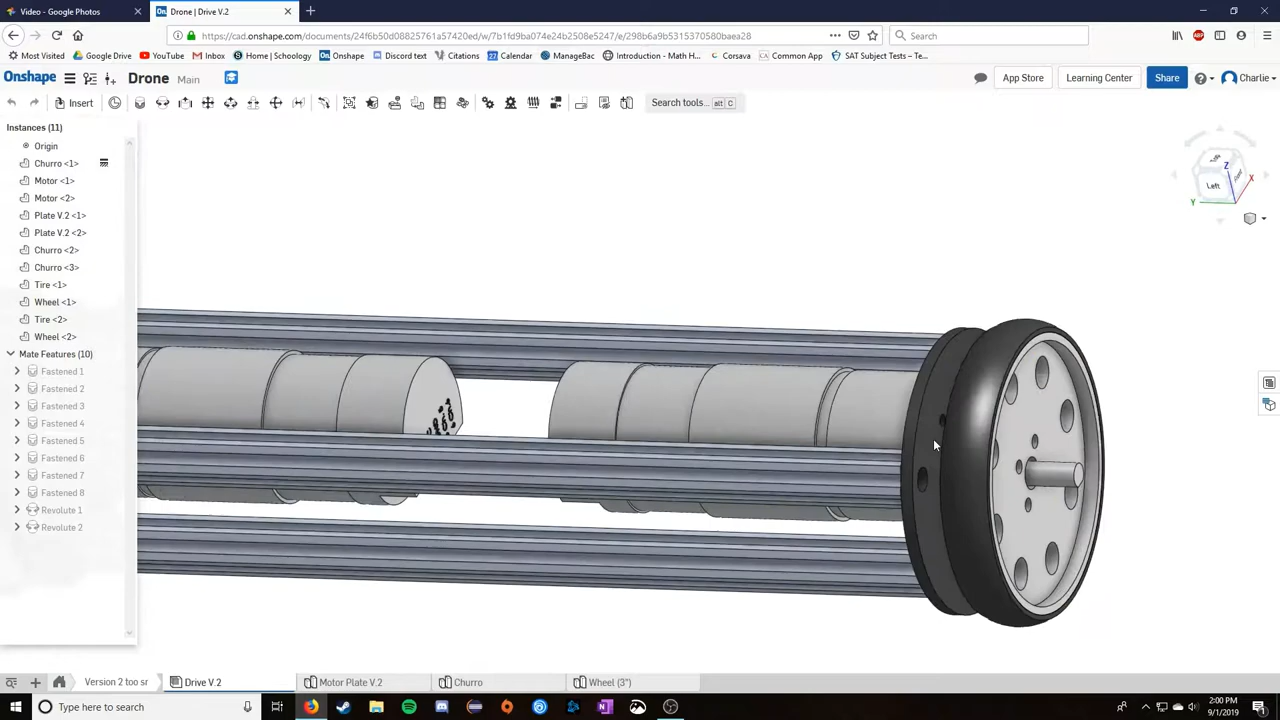 Video - Google Photos
Drone | Drive V.2
https://cad.onshape.com/documents/24f6b50d08825761a57420ed/w/7b1fd9ba074e24b2508e5247/e/298b6a9b5315370580baea28
Search
Most Visited
Google Drive
YouTube
Inbox
Home | Schoology
Onshape
Discord text
Citations
Calendar
ManageBac
Introduction - Math H...
Corsava
Common App
SAT Subject Tests – Te...
Onshape
Drone
Main
App Store
Learning Center
Share
Charlie
Insert
Search tools...
alt C
Instances (11)
Origin
Churro <1>
Motor <1>
Motor <2>
Plate V.2 <1>
Plate V.2 <2>
Churro <2>
Churro <3>
Tire <1>
Wheel <1>
Tire <2>
Wheel <2>
Mate Features (10)
Fastened 1
Fastened 2
Fastened 3
Fastened 4
Fastened 5
Fastened 6
Fastened 7
Fastened 8
Revolute 1
Revolute 2
Z
X
Y
Left
Version 2 too sr
Drive V.2
Motor Plate V.2
Churro
Wheel (3")
Type here to search
2:00 PM
9/1/2019